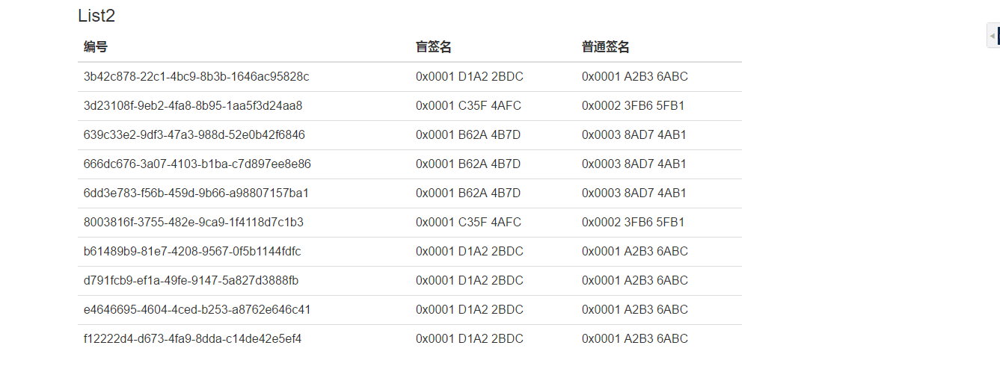 List2
编号 盲签名 普通签名
3b42c878-22c1-4bc9-8b3b-1646ac95828c 0x0001 D1A2 2BDC 0x0001 A2B3 6ABC
3d23108f-9eb2-4fa8-8b95-1aa5f3d24aa8 0x0001 C35F 4AFC 0x0002 3FB6 5FB1
639c33e2-9df3-47a3-988d-52e0b42f6846 0x0001 B62A 4B7D 0x0003 8AD7 4AB1
666dc676-3a07-4103-b1ba-c7d897ee8e86 0x0001 B62A 4B7D 0x0003 8AD7 4AB1
6dd3e783-f56b-459d-9b66-a98807157ba1 0x0001 B62A 4B7D 0x0003 8AD7 4AB1
8003816f-3755-482e-9ca9-1f4118d7c1b3 0x0001 C35F 4AFC 0x0002 3FB6 5FB1
b61489b9-81e7-4208-9567-0f5b1144fdfc 0x0001 D1A2 2BDC 0x0001 A2B3 6ABC
d791fcb9-ef1a-49fe-9147-5a827d3888fb 0x0001 D1A2 2BDC 0x0001 A2B3 6ABC
e4646695-4604-4ced-b253-a8762e646c41 0x0001 D1A2 2BDC 0x0001 A2B3 6ABC
f12222d4-d673-4fa9-8dda-c14de42e5ef4 0x0001 D1A2 2BDC 0x0001 A2B3 6ABC